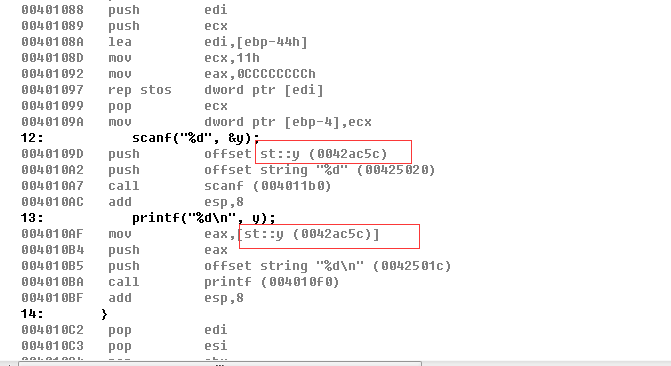 00401088 push edi
00401089 push ecx
0040108A lea edi,[ebp-44h]
0040108D mov ecx,11h
00401092 mov eax,0CCCCCCCCh
00401097 rep stos dword ptr [edi]
00401099 pop ecx
0040109A mov dword ptr [ebp-4],ecx
12: scanf("%d", &y);
0040109D push offset st::y (0042ac5c)
004010A2 push offset string "%d" (00425020)
004010A7 call scanf (004011b0)
004010AC add esp,8
13: printf("%d\n", y);
004010AF mov eax,[st::y (0042ac5c)]
004010B4 push eax
004010B5 push offset string "%d\n" (0042501c)
004010BA call printf (004010f0)
004010BF add esp,8
14: }
004010C2 pop edi
004010C3 pop esi